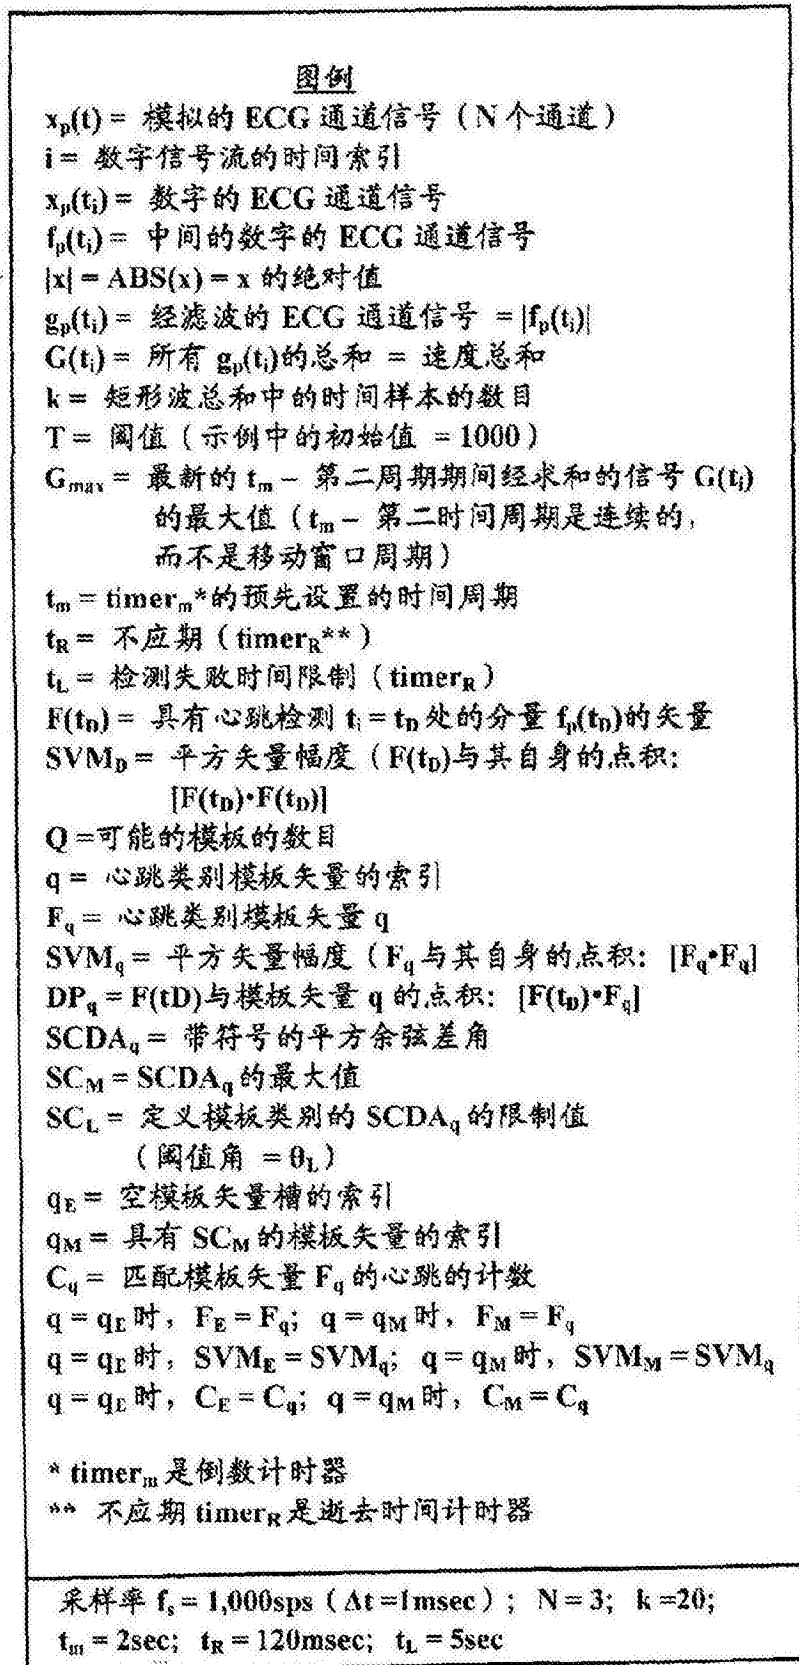 图例
xp(t) = 模拟的 ECG 通道信号（N 个通道）
i = 数字信号流的时间索引
xp(ti) = 数字的 ECG 通道信号
fp(ti) = 中间的数字的 ECG 通道信号
|x| = ABS(x) = x 的绝对值
gp(ti) = 经滤波的 ECG 通道信号 = |fp(ti)|
G(ti) = 所有 gp(ti)的总和 = 速度总和
k = 矩形波总和中的时间样本的数目
T = 阈值（示例中的初始值 = 1000）
Gmax = 最新的 tm – 第二周期期间经求和的信号 G(ti)
的最大值（tm – 第二时间周期是连续的，
而不是移动窗口周期）
tm = timerm*的预先设置的时间周期
tR = 不应期（timerR**）
tL = 检测失败时间限制（timerR）
F(tD) = 具有心跳检测 ti = tD 处的分量 fp(tD)的矢量
SVMD = 平方矢量幅度（F(tD)与其自身的点积:
[F(tD)•F(tD)]
Q =可能的模板的数目
q = 心跳类别模板矢量的索引
Fq = 心跳类别模板矢量 q
SVMq = 平方矢量幅度（Fq 与其自身的点积: [Fq•Fq]
DPq = F(tD)与模板矢量 q 的点积: [F(tD)•Fq]
SCDAq = 带符号的平方余弦差角
SCM = SCDAq 的最大值
SCL = 定义模板类别的 SCDAq 的限制值
（阈值角 = θL）
qE = 空模板矢量槽的索引
qM = 具有 SCM 的模板矢量的索引
Cq = 匹配模板矢量 Fq 的心跳的计数
q = qE 时，FE = Fq; q = qM 时，FM = Fq
q = qE 时，SVME = SVMq; q = qM 时，SVMM = SVMq
q = qE 时，CE = Cq; q = qM 时，CM = Cq
* timerm 是倒数计时器
** 不应期 timerR 是逝去时间计时器
采样率 fs = 1,000sps（Δt =1msec）; N = 3; k =20;
tm = 2sec; tR = 120msec; tL = 5sec